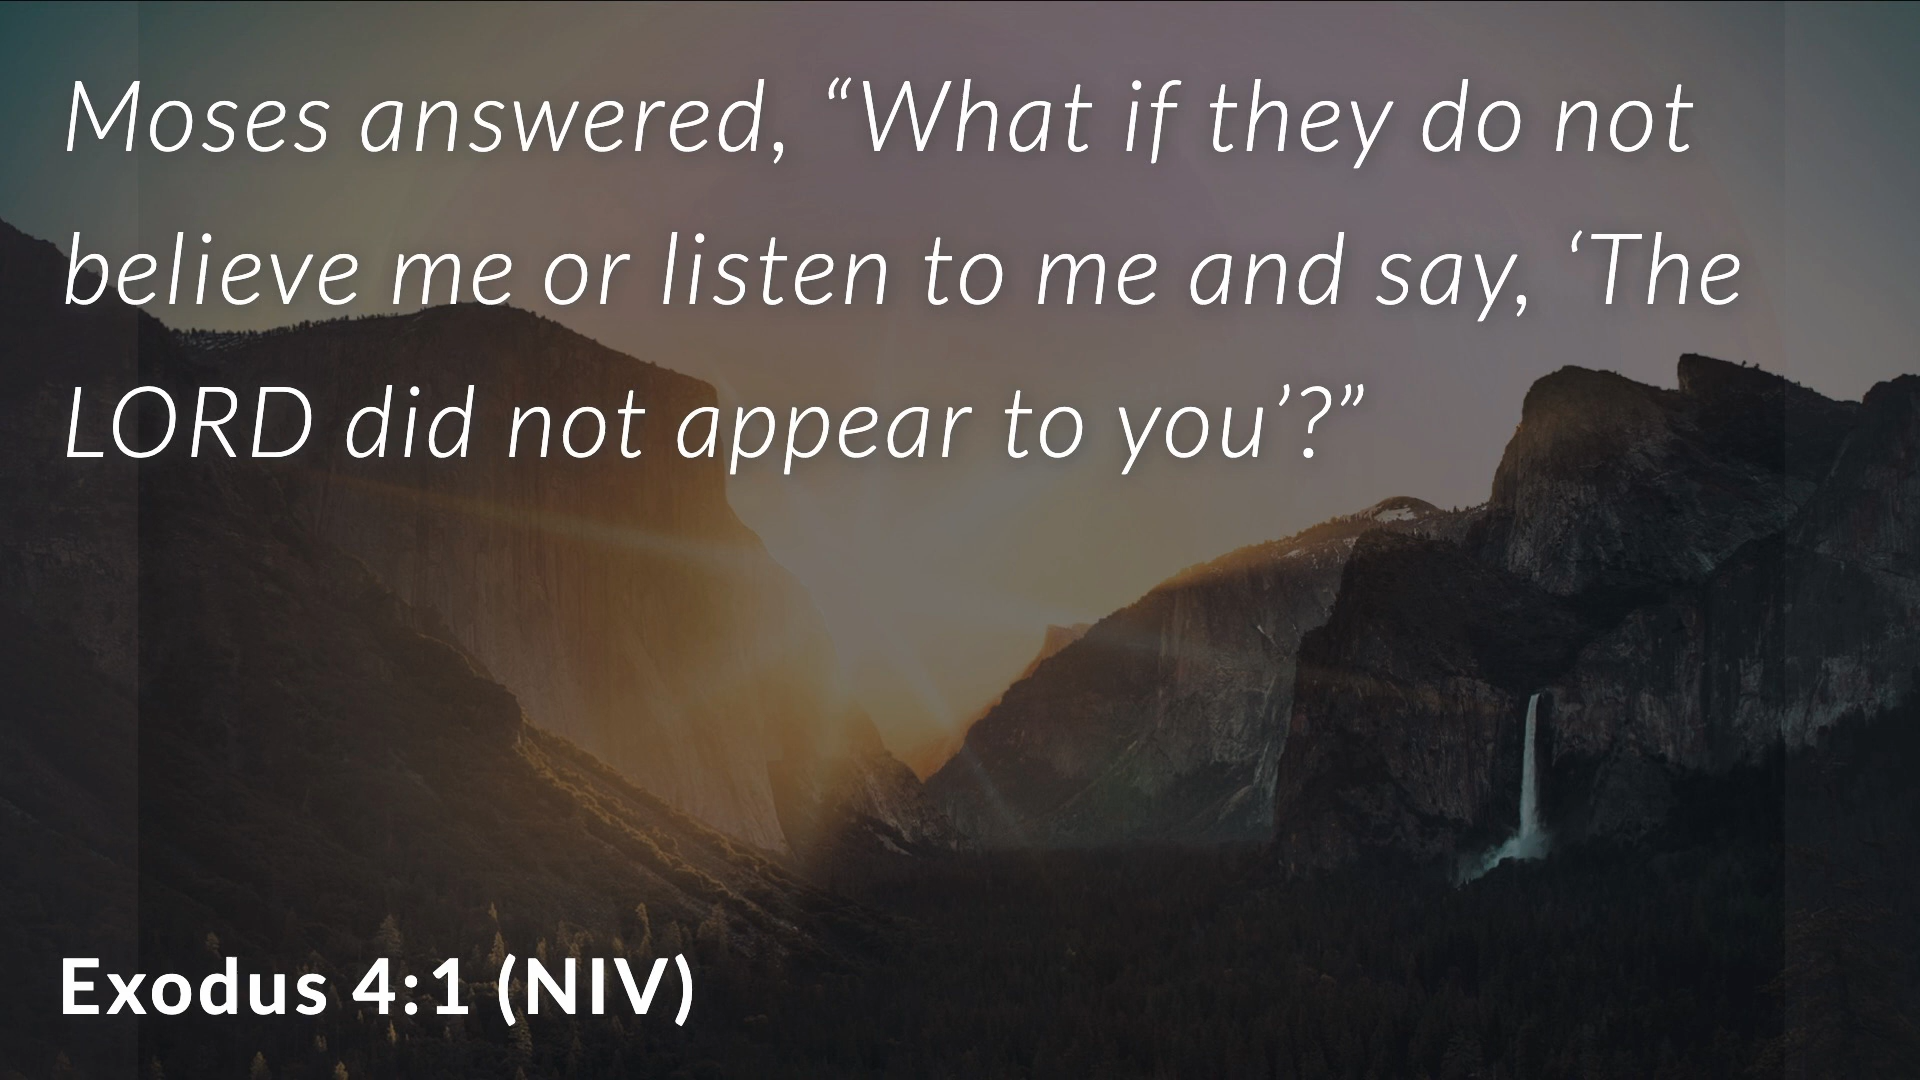 Moses answered, “What if they do not
believe me or listen to me and say, ‘The
LORD did not appear to you’?”
Exodus 4:1 (NIV)